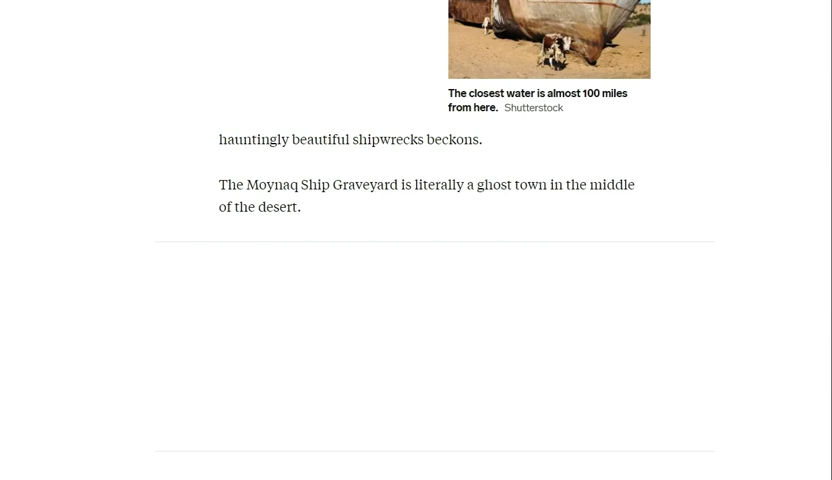 The closest water is almost 100 miles
from here. Shutterstock
hauntingly beautiful shipwrecks beckons.
The Moynaq Ship Graveyard is literally a ghost town in the middle
of the desert.